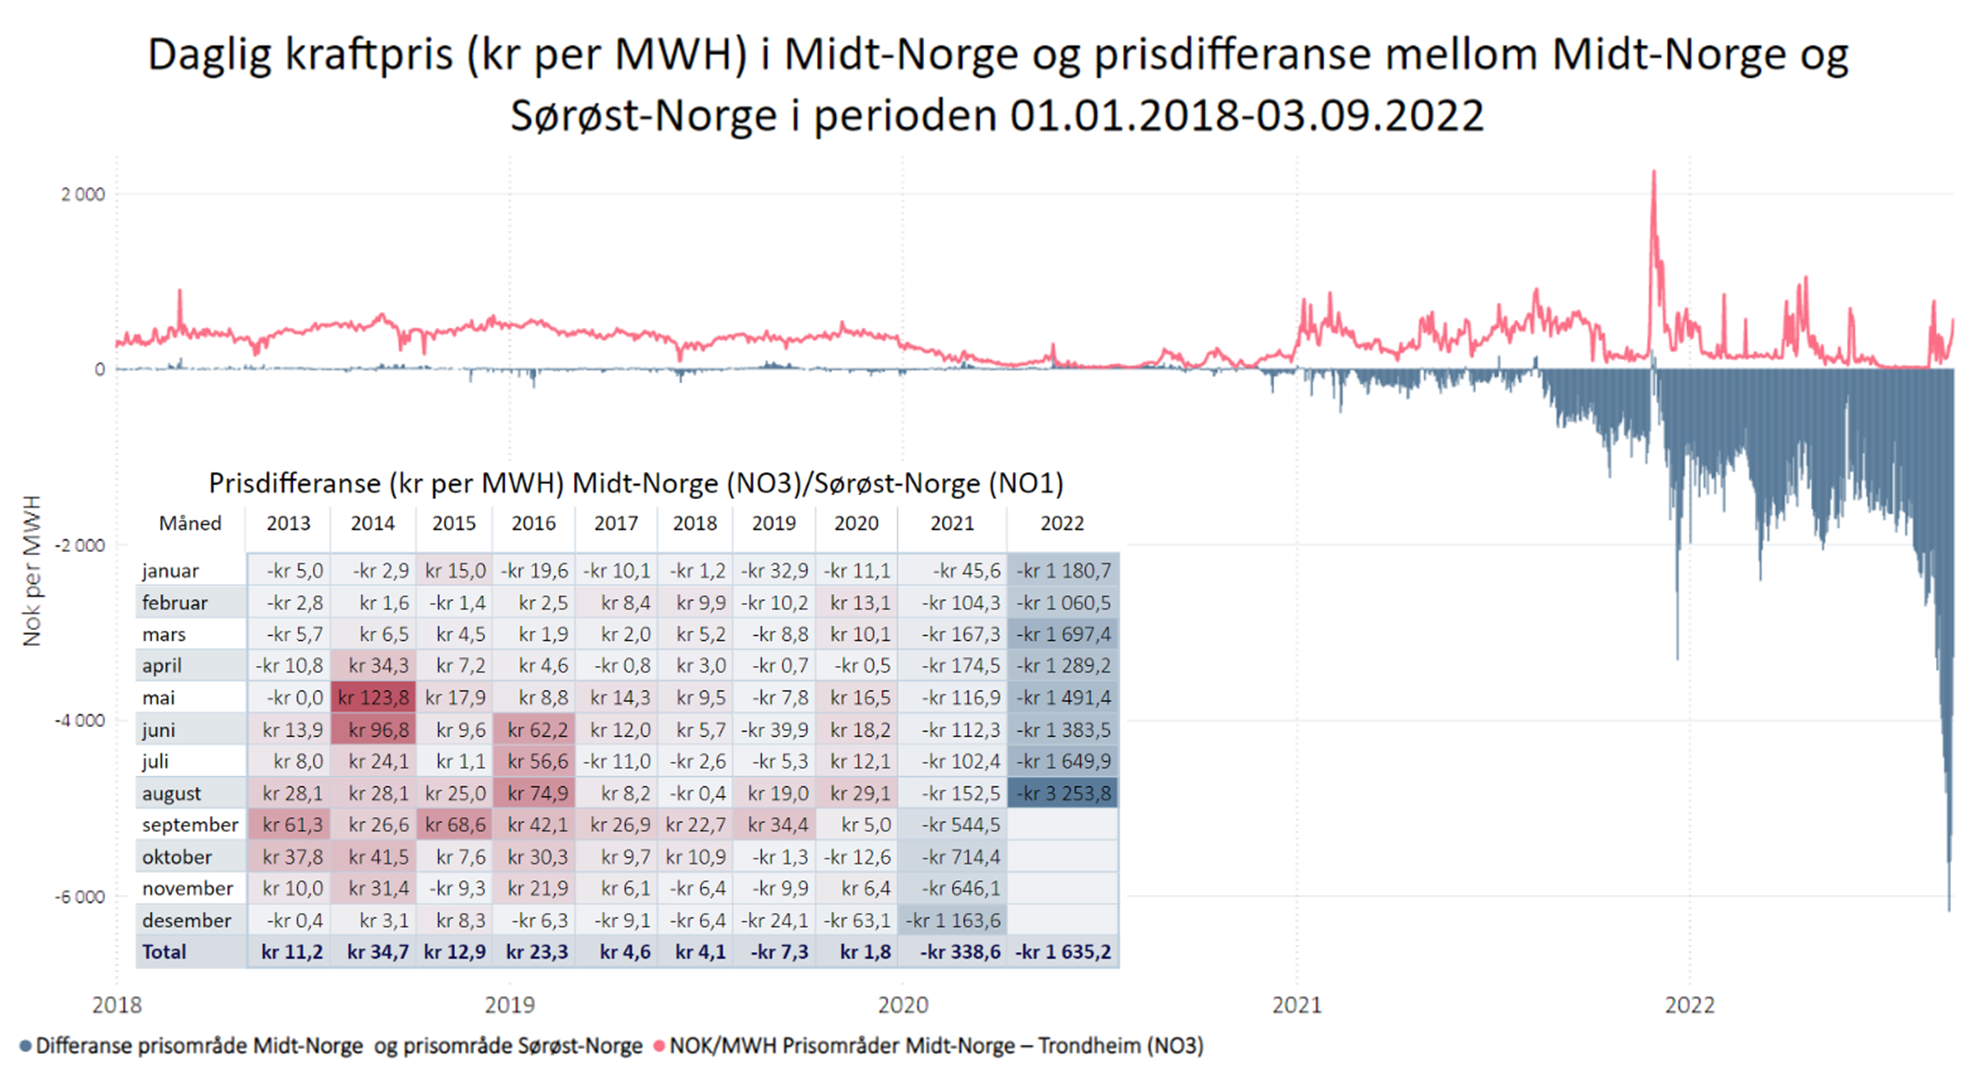 Daglig kraftpris (kr per MWH) i Midt-Norge og prisdifferanse mellom Midt-Norge og
Sørøst-Norge i perioden 01.01.2018-03.09.2022
2 000
0
-2 000
-4 000
-6 000
Nok per MWH
Prisdifferanse (kr per MWH) Midt-Norge (NO3)/Sørøst-Norge (NO1)
Måned 2013 2014 2015 2016 2017 2018 2019 2020 2021 2022
januar -kr 5,0 -kr 2,9 kr 15,0 -kr 19,6 -kr 10,1 -kr 1,2 -kr 32,9 -kr 11,1 -kr 45,6 -kr 1 180,7
februar -kr 2,8 kr 1,6 -kr 1,4 kr 2,5 kr 8,4 kr 9,9 -kr 10,2 kr 13,1 -kr 104,3 -kr 1 060,5
mars -kr 5,7 kr 6,5 kr 4,5 kr 1,9 kr 2,0 kr 5,2 -kr 8,8 kr 10,1 -kr 167,3 -kr 1 697,4
april -kr 10,8 kr 34,3 kr 7,2 kr 4,6 -kr 0,8 kr 3,0 -kr 0,7 -kr 0,5 -kr 174,5 -kr 1 289,2
mai -kr 0,0 kr 123,8 kr 17,9 kr 8,8 kr 14,3 kr 9,5 -kr 7,8 kr 16,5 -kr 116,9 -kr 1 491,4
juni kr 13,9 kr 96,8 kr 9,6 kr 62,2 kr 12,0 kr 5,7 -kr 39,9 kr 18,2 -kr 112,3 -kr 1 383,5
juli kr 8,0 kr 24,1 kr 1,1 kr 56,6 -kr 11,0 -kr 2,6 -kr 5,3 kr 12,1 -kr 102,4 -kr 1 649,9
august kr 28,1 kr 28,1 kr 25,0 kr 74,9 kr 8,2 -kr 0,4 kr 19,0 kr 29,1 -kr 152,5 -kr 3 253,8
september kr 61,3 kr 26,6 kr 68,6 kr 42,1 kr 26,9 kr 22,7 kr 34,4 kr 5,0 -kr 544,5
oktober kr 37,8 kr 41,5 kr 7,6 kr 30,3 kr 9,7 kr 10,9 -kr 1,3 -kr 12,6 -kr 714,4
november kr 10,0 kr 31,4 -kr 9,3 kr 21,9 kr 6,1 -kr 6,4 -kr 9,9 kr 6,4 -kr 646,1
desember -kr 0,4 kr 3,1 kr 8,3 -kr 6,3 -kr 9,1 -kr 6,4 -kr 24,1 -kr 63,1 -kr 1 163,6
Total kr 11,2 kr 34,7 kr 12,9 kr 23,3 kr 4,6 kr 4,1 -kr 7,3 kr 1,8 -kr 338,6 -kr 1 635,2
2018 2019 2020 2021 2022
Differanse prisområde Midt-Norge og prisområde Sørøst-Norge NOK/MWH Prisområder Midt-Norge – Trondheim (NO3)